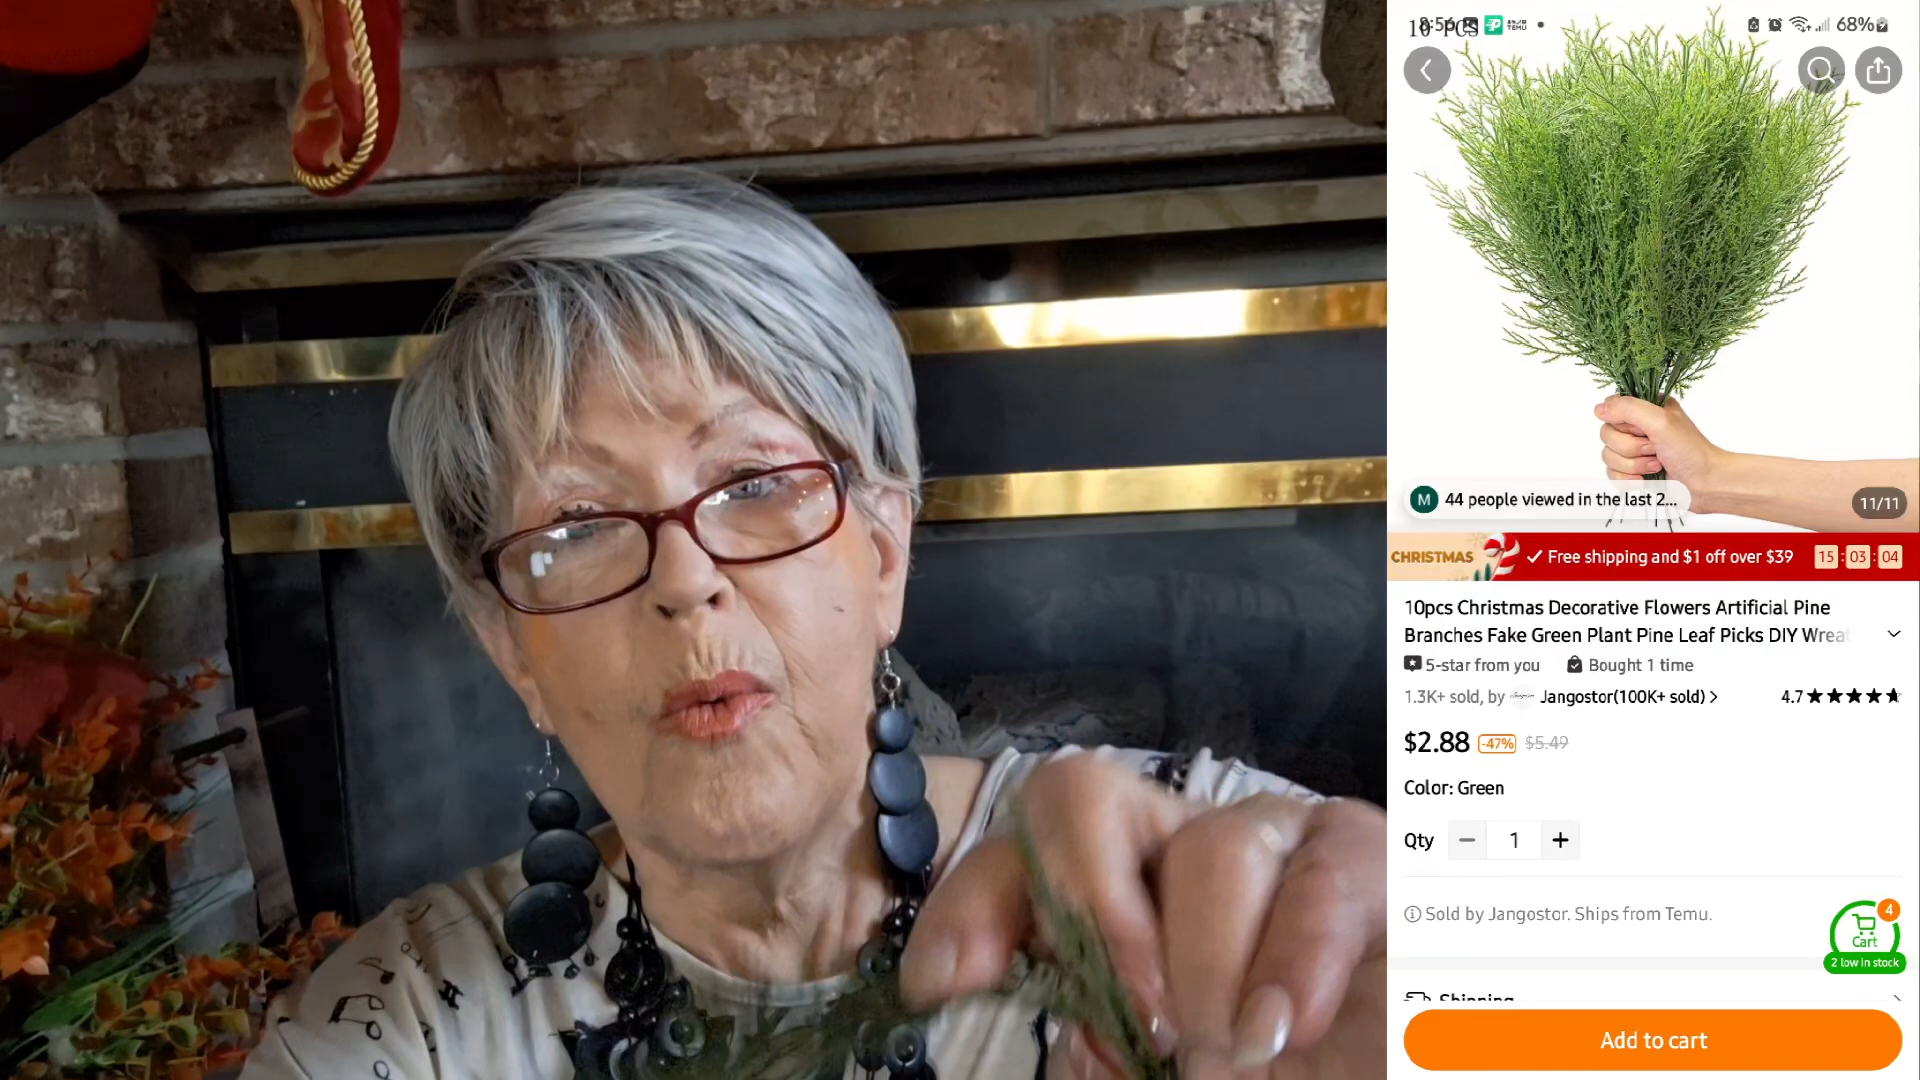 10 PCS
8:56
TEMU
68%
M 44 people viewed in the last 2...
11/11
CHRISTMAS
Free shipping and $1 off over $39
15:03:04
10pcs Christmas Decorative Flowers Artificial Pine
Branches Fake Green Plant Pine Leaf Picks DIY Wreat
5-star from you Bought 1 time
1.3K+ sold, by Jangostor(100K+ sold) >
4.7
$2.88 -47% $5.49
Color: Green
Qty − 1 +
Sold by Jangostor. Ships from Temu.
4
Cart
2 low in stock
Shipping
Add to cart